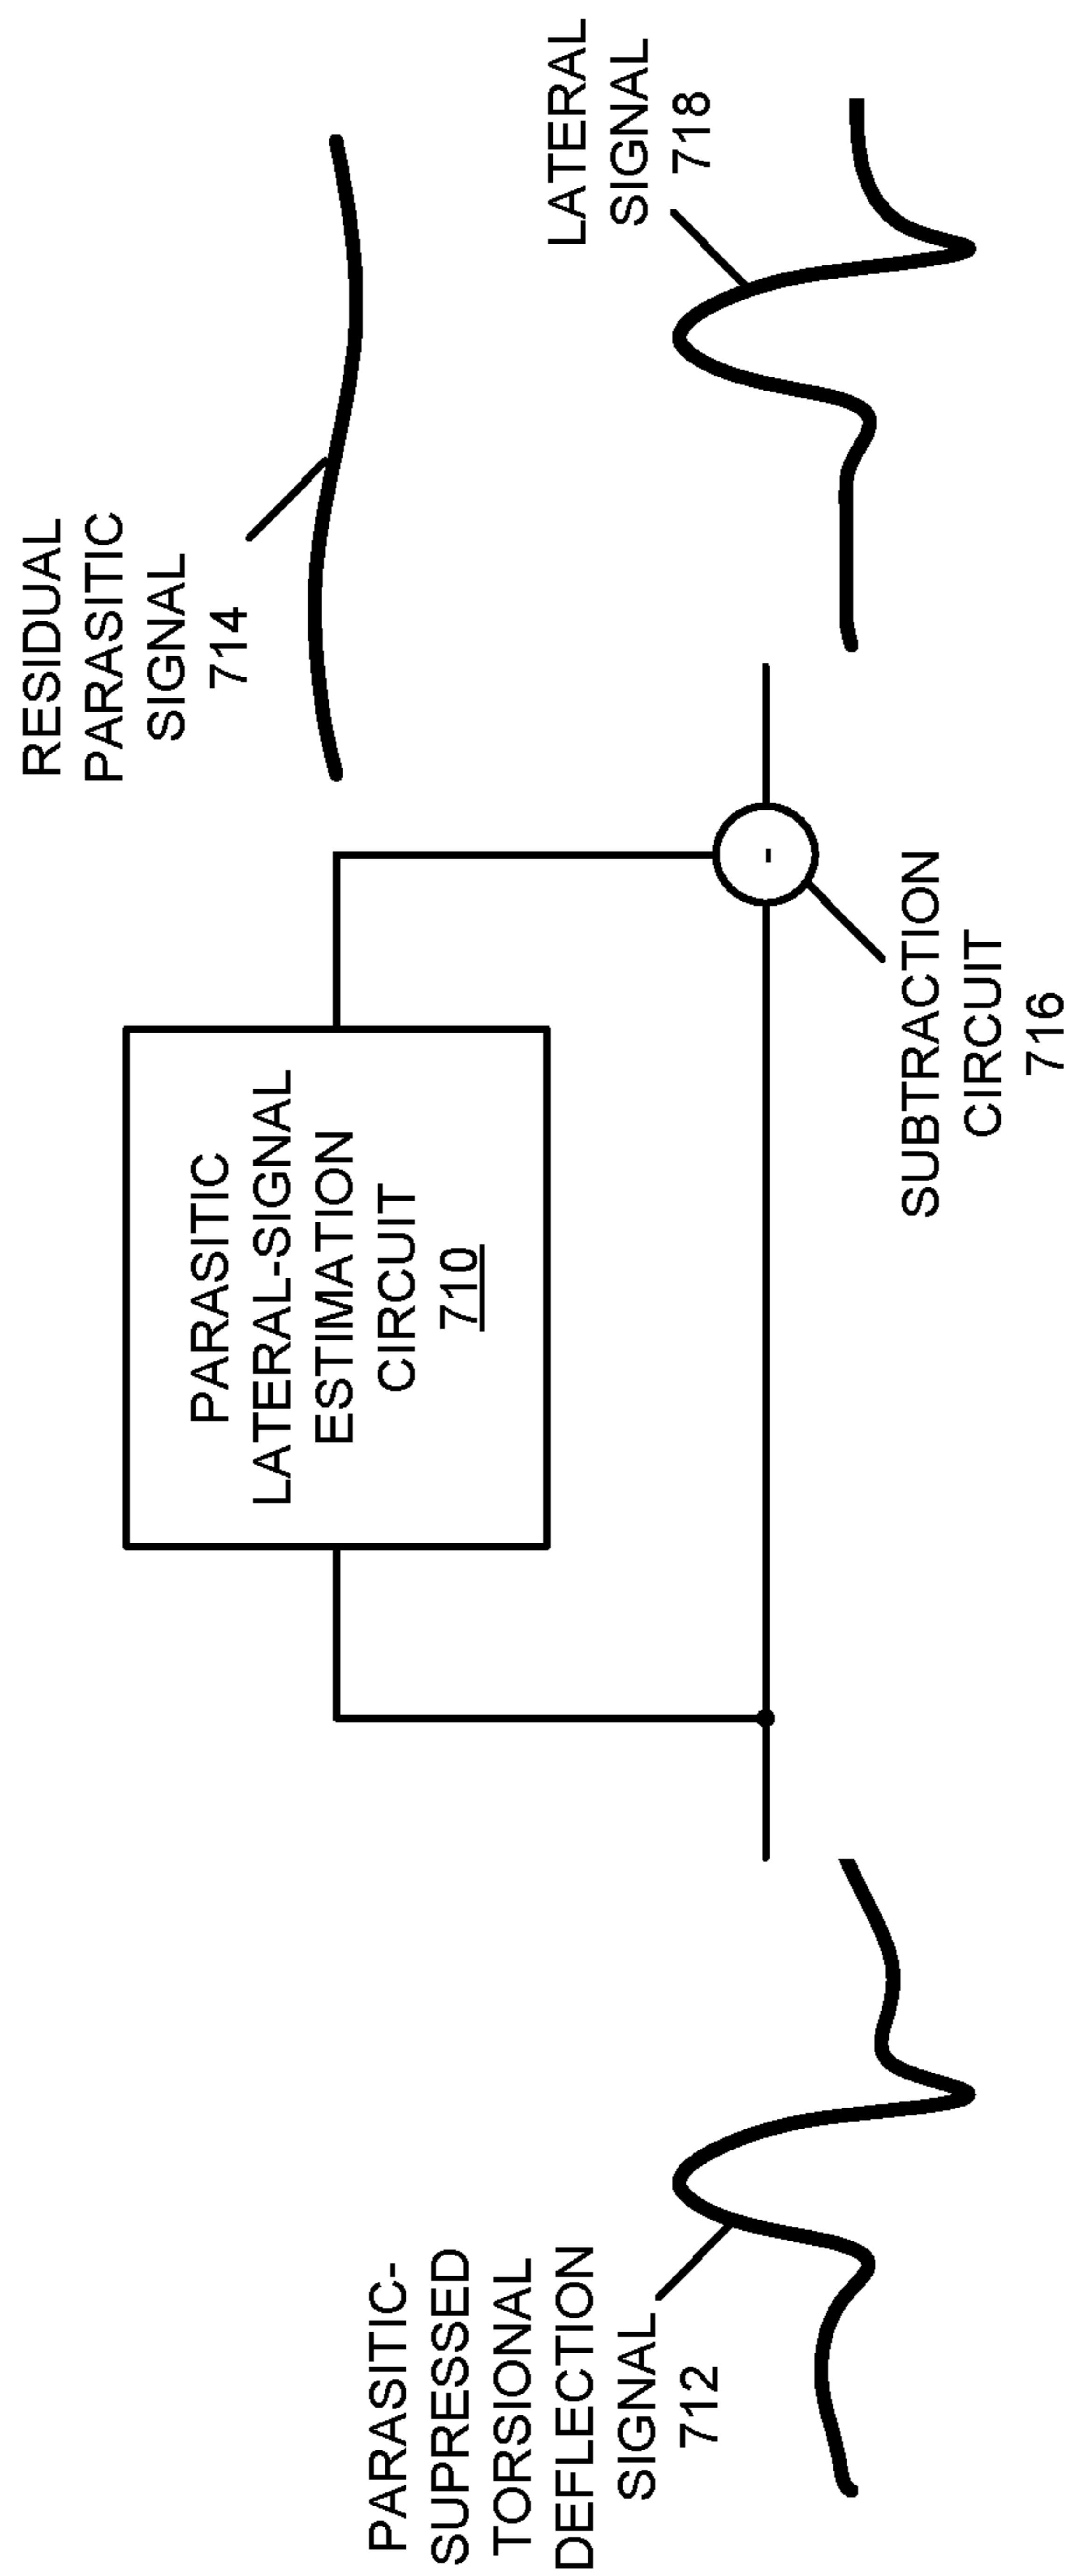 RESIDUAL
PARASITIC
SIGNAL
714
LATERAL
SIGNAL
718
PARASITIC
LATERAL-SIGNAL
ESTIMATION
CIRCUIT
710
PARASITIC-
SUPRESSED
TORSIONAL
DEFLECTION
SIGNAL
712
-
SUBTRACTION
CIRCUIT
716